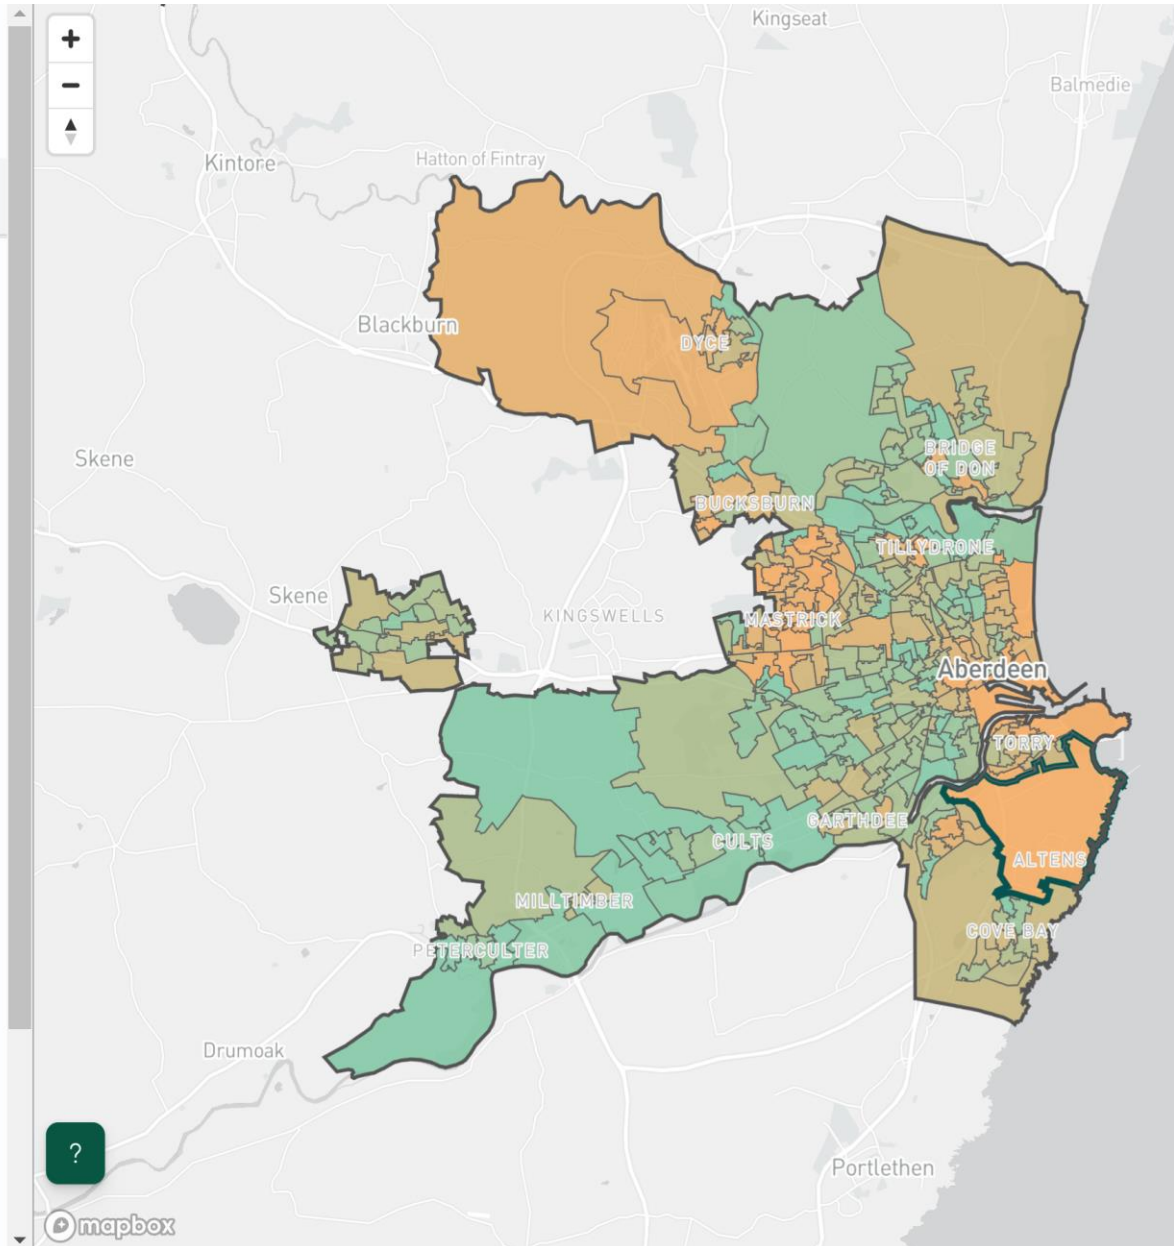 +
−
Kingseat
Balmedie
Hatton of Fintray
Kintore
Blackburn
DYCE
Skene
BRIDGE
OF DON
BUCKSBURN
TILLYDRONE
Skene
KINGSWELLS
MASTRICK
Aberdeen
TORRY
GARTHDEE
CULTS
ALTENS
MILLTIMBER
COVE BAY
PETERCULTER
Drumoak
?
Portlethen
mapbox